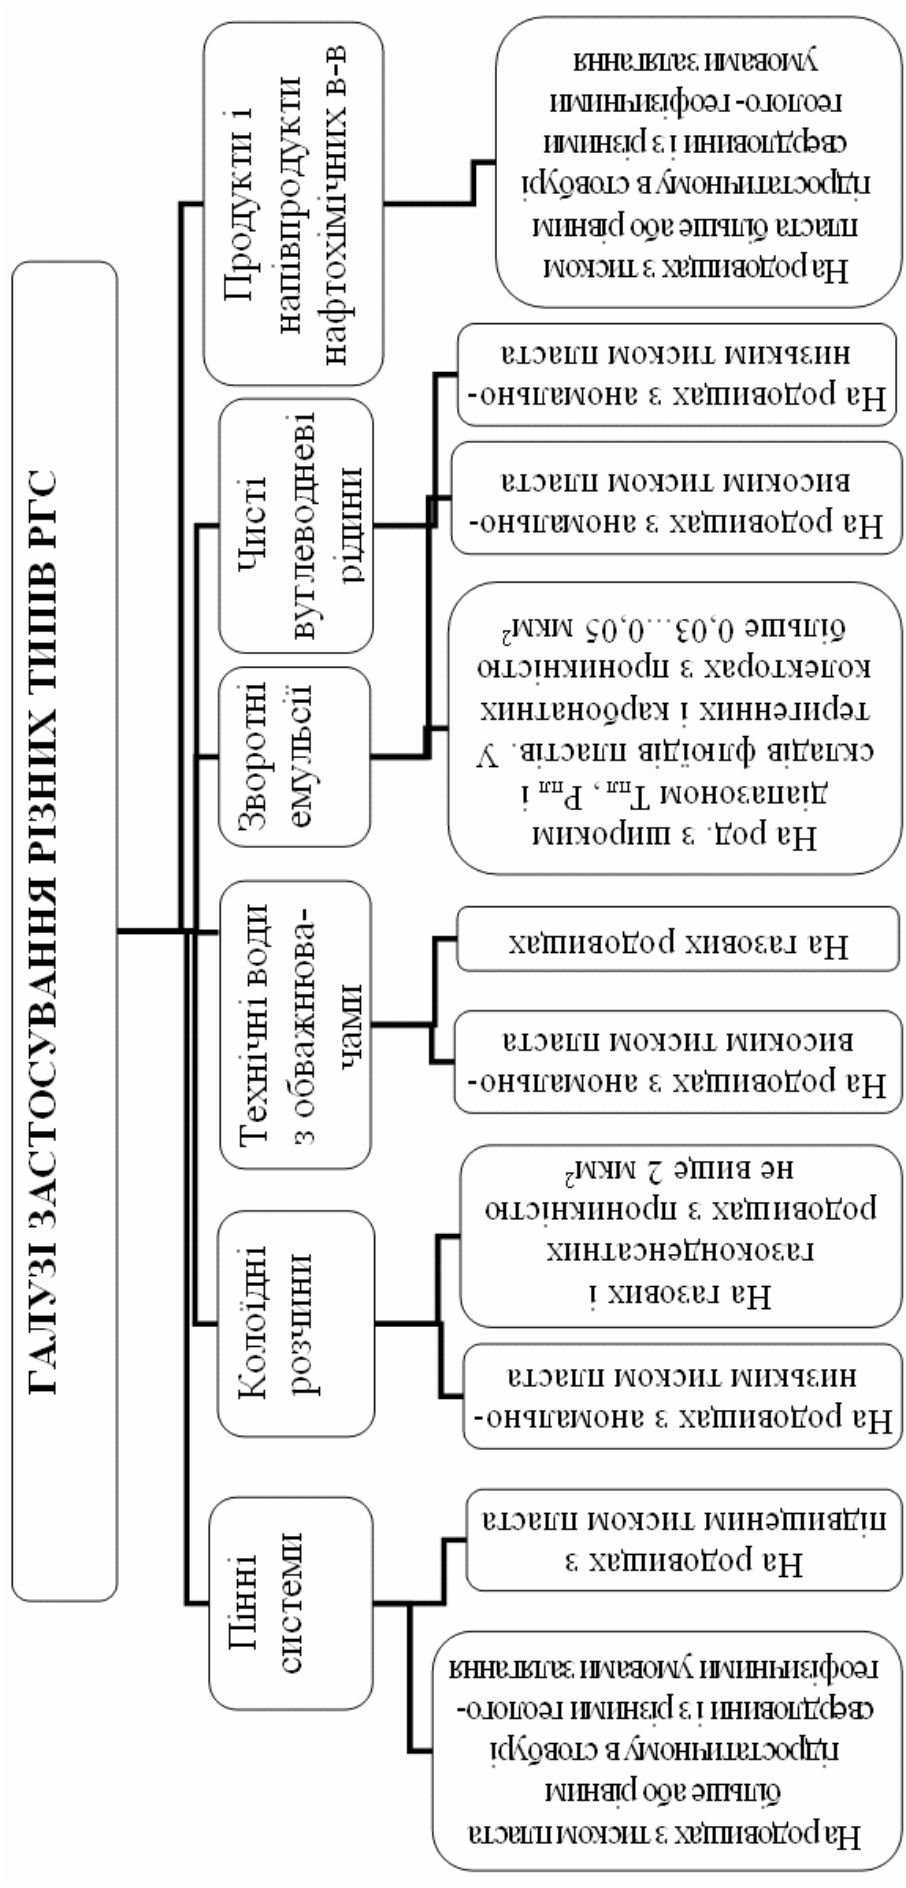 ГАЛУЗІ ЗАСТОСУВАННЯ РІЗНИХ ТИПІВ РГС
Пінні
системи
Колоїдні
розчини
Технічні води
з обважнюва-
чами
Зворотні
емульсії
Чисті
вуглеводневі
рідини
Продукти і
напівпродукти
нафтохімічних в-в
На родовищах з тиском пласта
більше або рівним
гідростатичному в стовбурі
свердловини із різними геолого-
геофізичними умовами залягання
На родовищах з
підвищеним тиском пласта
На родовищах з аномально-
низьким тиском пласта
На газових і
газоконденсатних
родовищах з проникністю
не вище 2 мкм²
На родовищах з аномально-
високим тиском пласта
На газових родовищах
На род. з широким
діапазоном Тпл, Рпл і
складів флюїдів пластів. У
теригенних і карбонатних
колекторах з проникністю
більше 0,03...0,05 мкм²
На родовищах з аномально-
високим тиском пласта
На родовищах з аномально-
низьким тиском пласта
На родовищах з тиском
пласта більше або рівним
гідростатичному в стовбурі
свердловини із різними
геолого-геофізичними
умовами залягання